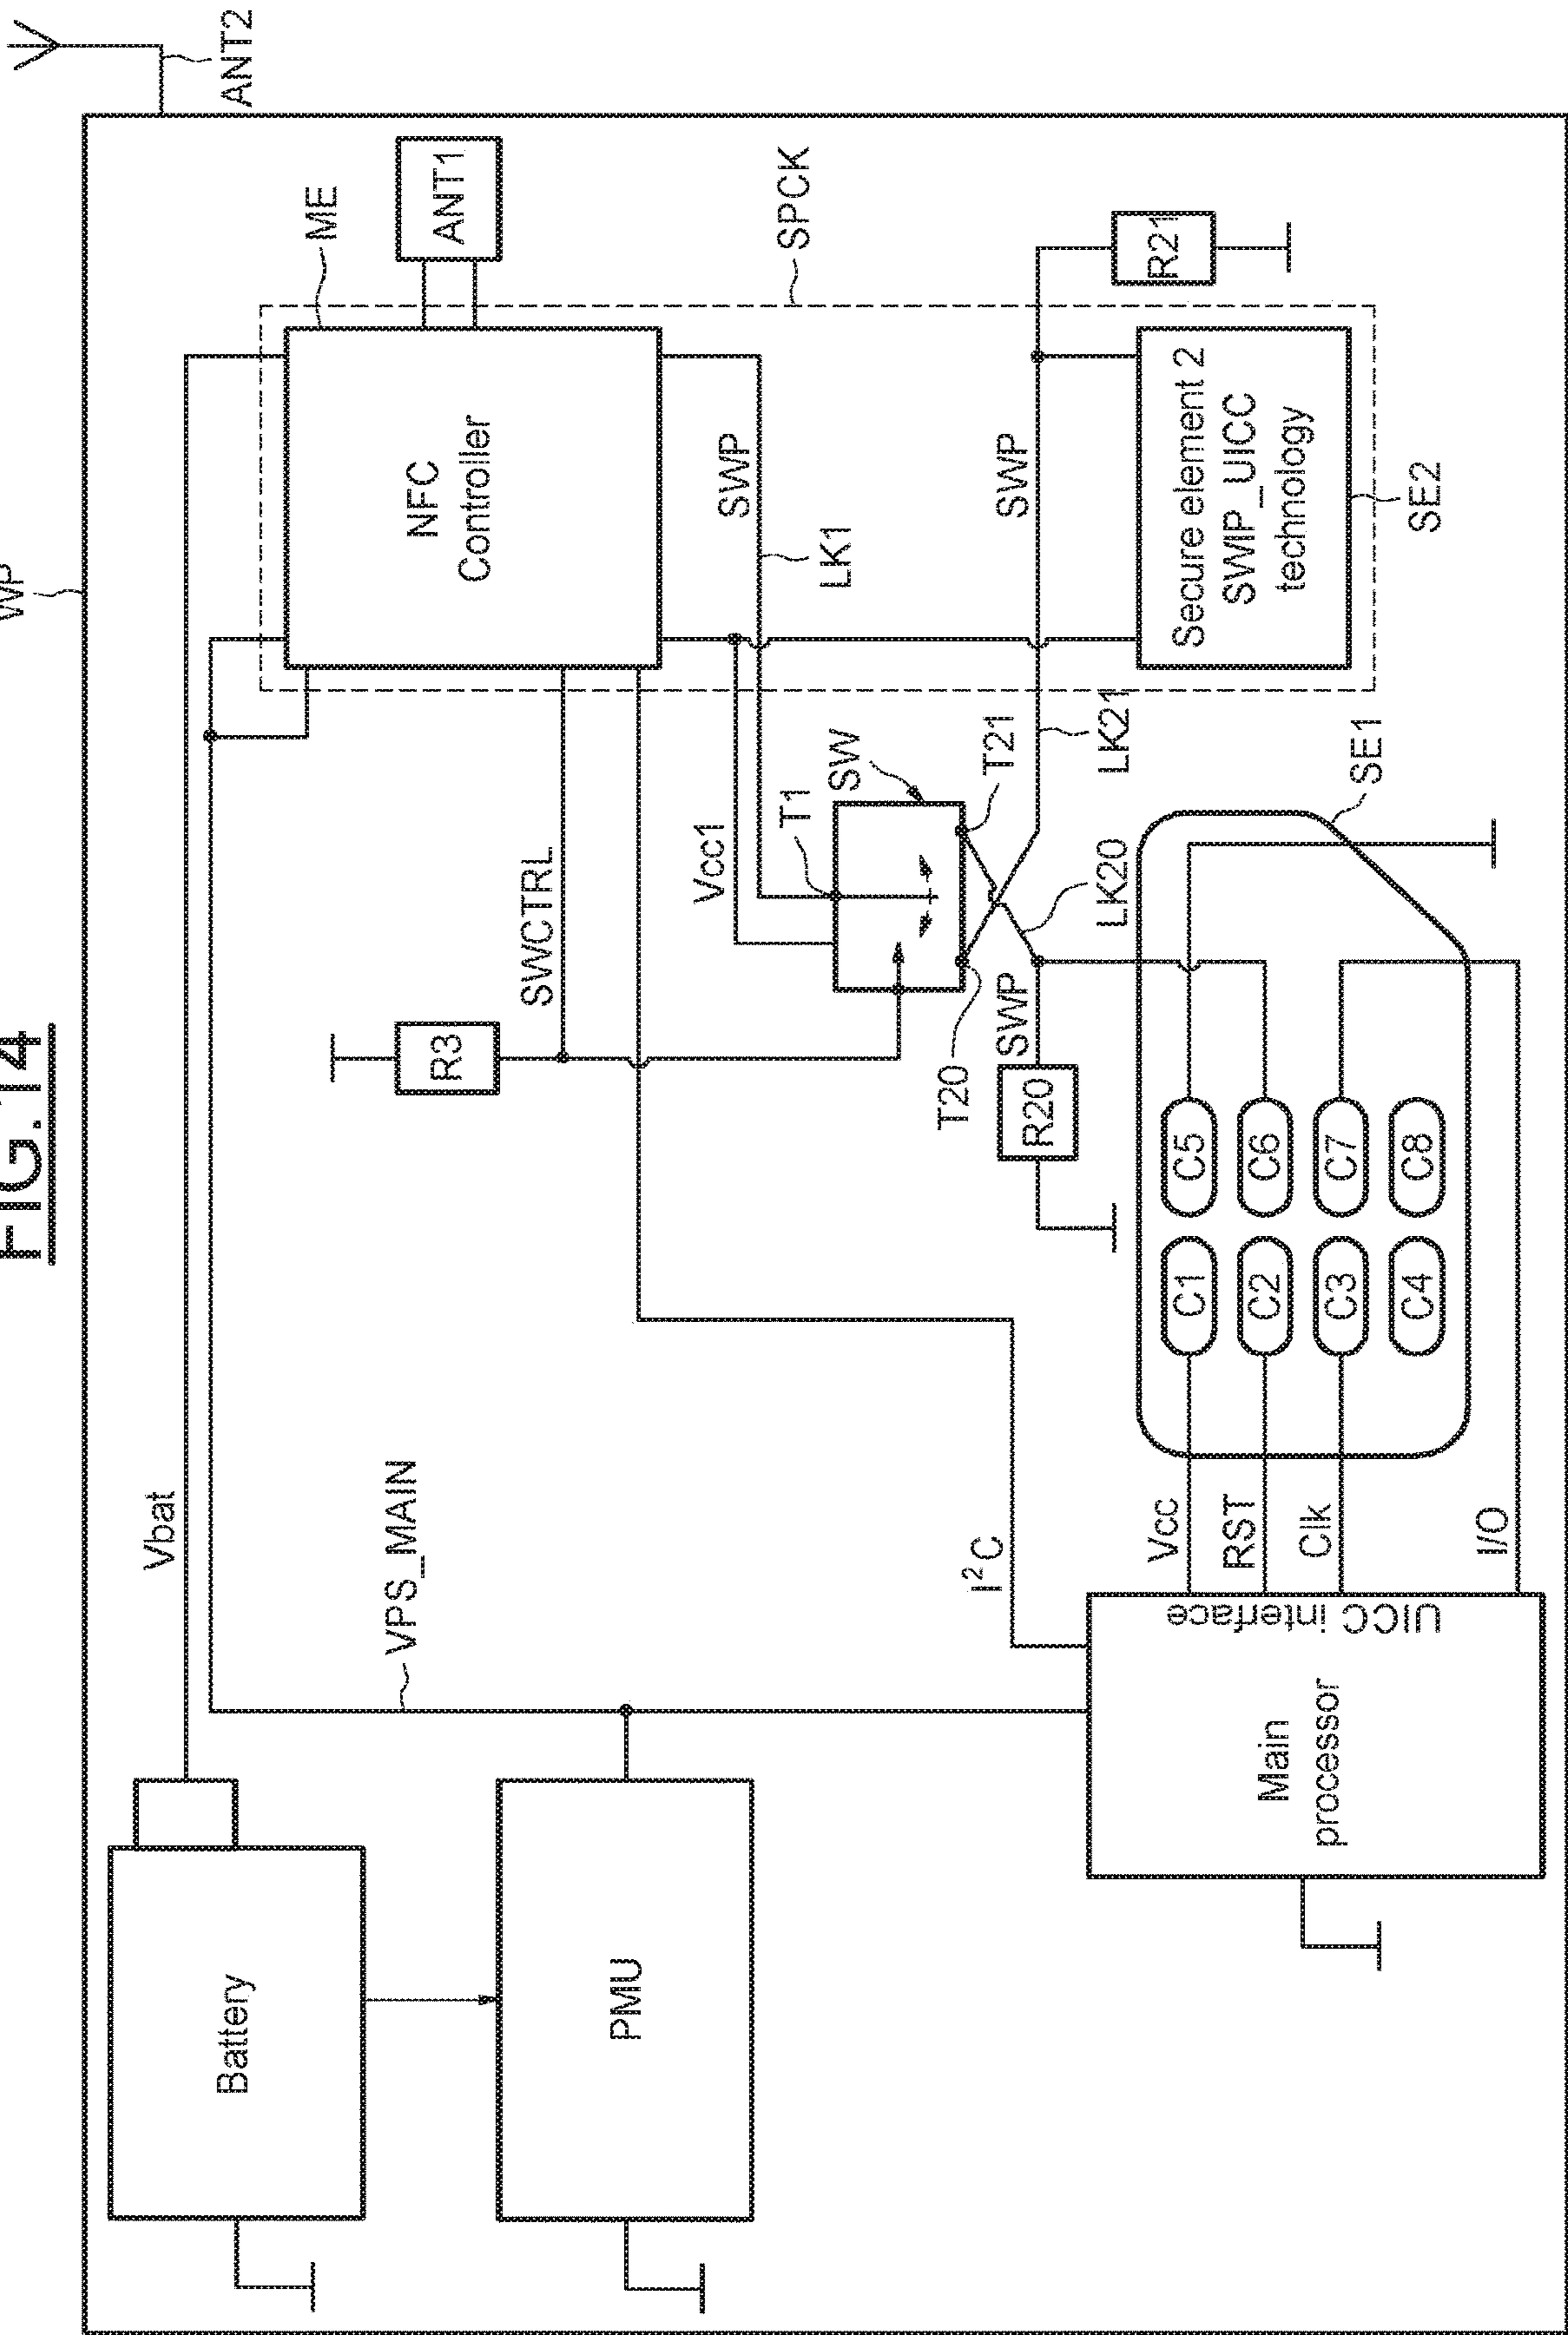 FIG.14
WP
ANT2
Battery
Vbat
VPS_MAIN
PMU
ME
NFC
Controller
ANT1
SPCK
R3
SWCTRL
Vcc1
T1
SW
SWP
LK1
T20
T21
SWP
R20
LK20
LK21
SWP
R21
Secure element 2
SWIP_UICC
technology
SE2
SE1
I²C
Main
processor
UICC interface
Vcc
RST
Clk
I/O
C1
C5
C2
C6
C3
C7
C4
C8